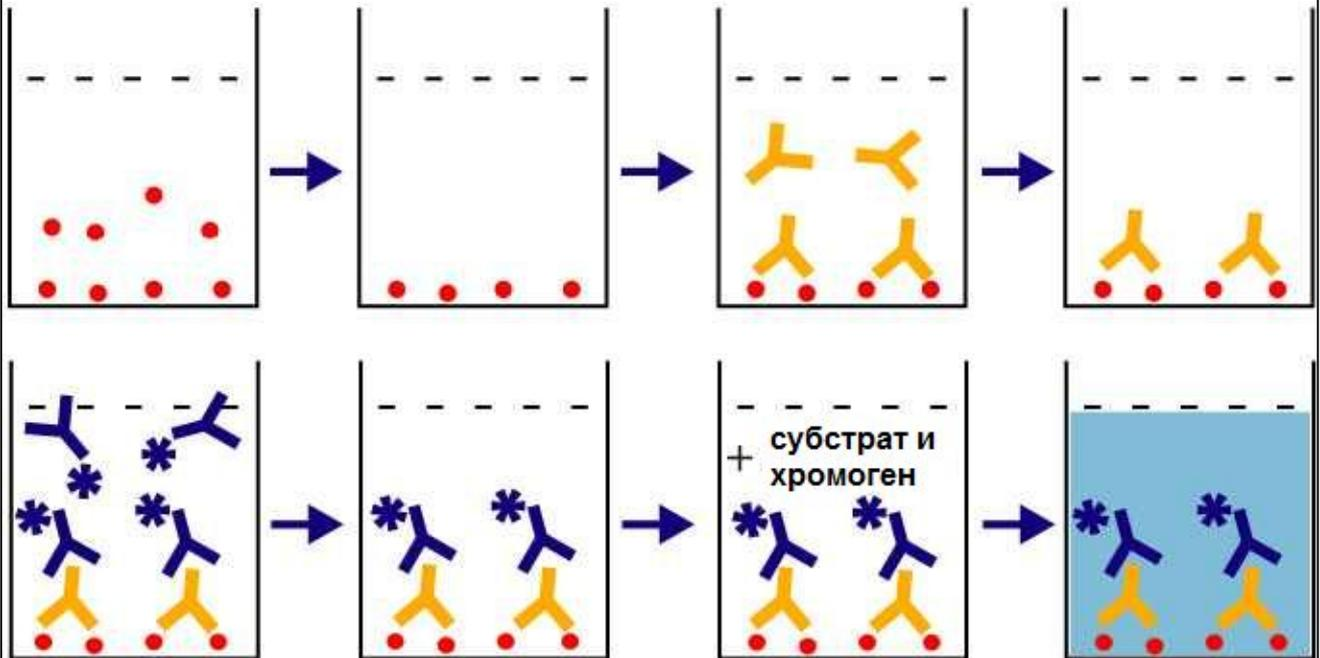 + субстрат и
хромоген